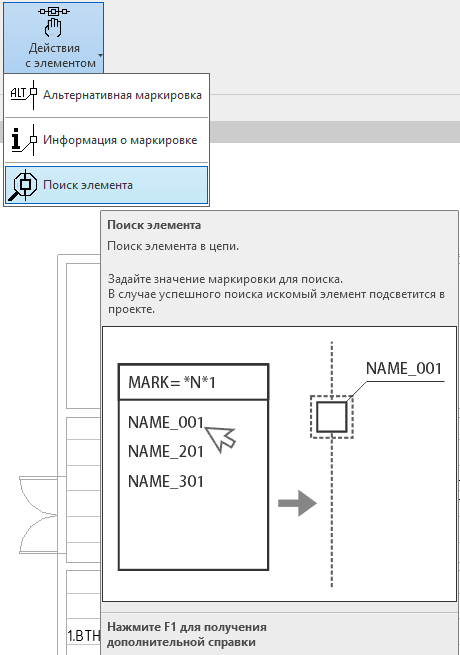 Действия
с элементом
ALT
Альтернативная маркировка
Информация о маркировке
Поиск элемента
Поиск элемента
Поиск элемента в цепи.
Задайте значение маркировки для поиска.
В случае успешного поиска искомый элемент подсветится в
проекте.
MARK= *N*1
NAME_001
NAME_001
NAME_201
NAME_301
Нажмите F1 для получения
дополнительной справки
1.ВТН